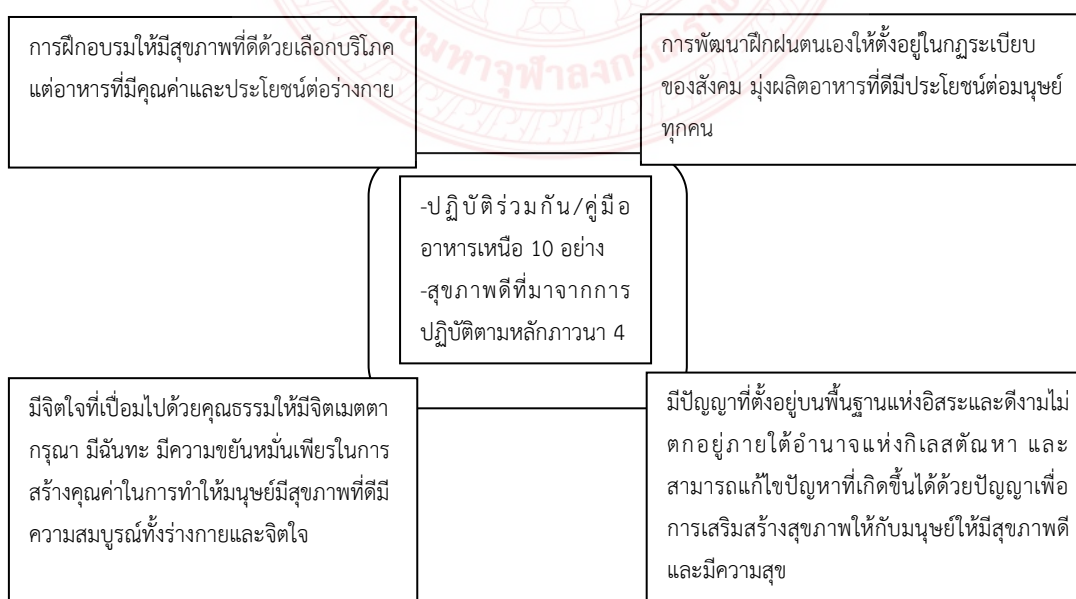 การฝึกอบรมให้มีสุขภาพที่ดีด้วยเลือกบริโภค
แต่อาหารที่มีคุณค่าและประโยชน์ต่อร่างกาย
การพัฒนาฝึกฝนตนเองให้ตั้งอยู่ในกฎระเบียบ
ของสังคม มุ่งผลิตอาหารที่ดีมีประโยชน์ต่อมนุษย์
ทุกคน
-ปฏิบัติร่วมกัน/คู่มือ
อาหารเหนือ 10 อย่าง
-สุขภาพดีที่มาจากการ
ปฏิบัติตามหลักภาวนา 4
มีจิตใจที่เปื่อมไปด้วยคุณธรรมให้มีจิตเมตตา
กรุณา มีฉันทะ มีความขยันหมั่นเพียรในการ
สร้างคุณค่าในการทำให้มนุษย์มีสุขภาพที่ดีมี
ความสมบูรณ์ทั้งร่างกายและจิตใจ
มีปัญญาที่ตั้งอยู่บนพื้นฐานแห่งอิสระและดีงามไม่
ตกอยู่ภายใต้อำนาจแห่งกิเลสตัณหา และ
สามารถแก้ไขปัญหาที่เกิดขึ้นได้ด้วยปัญญาเพื่อ
การเสริมสร้างสุขภาพให้กับมนุษย์ให้มีสุขภาพดี
และมีความสุข